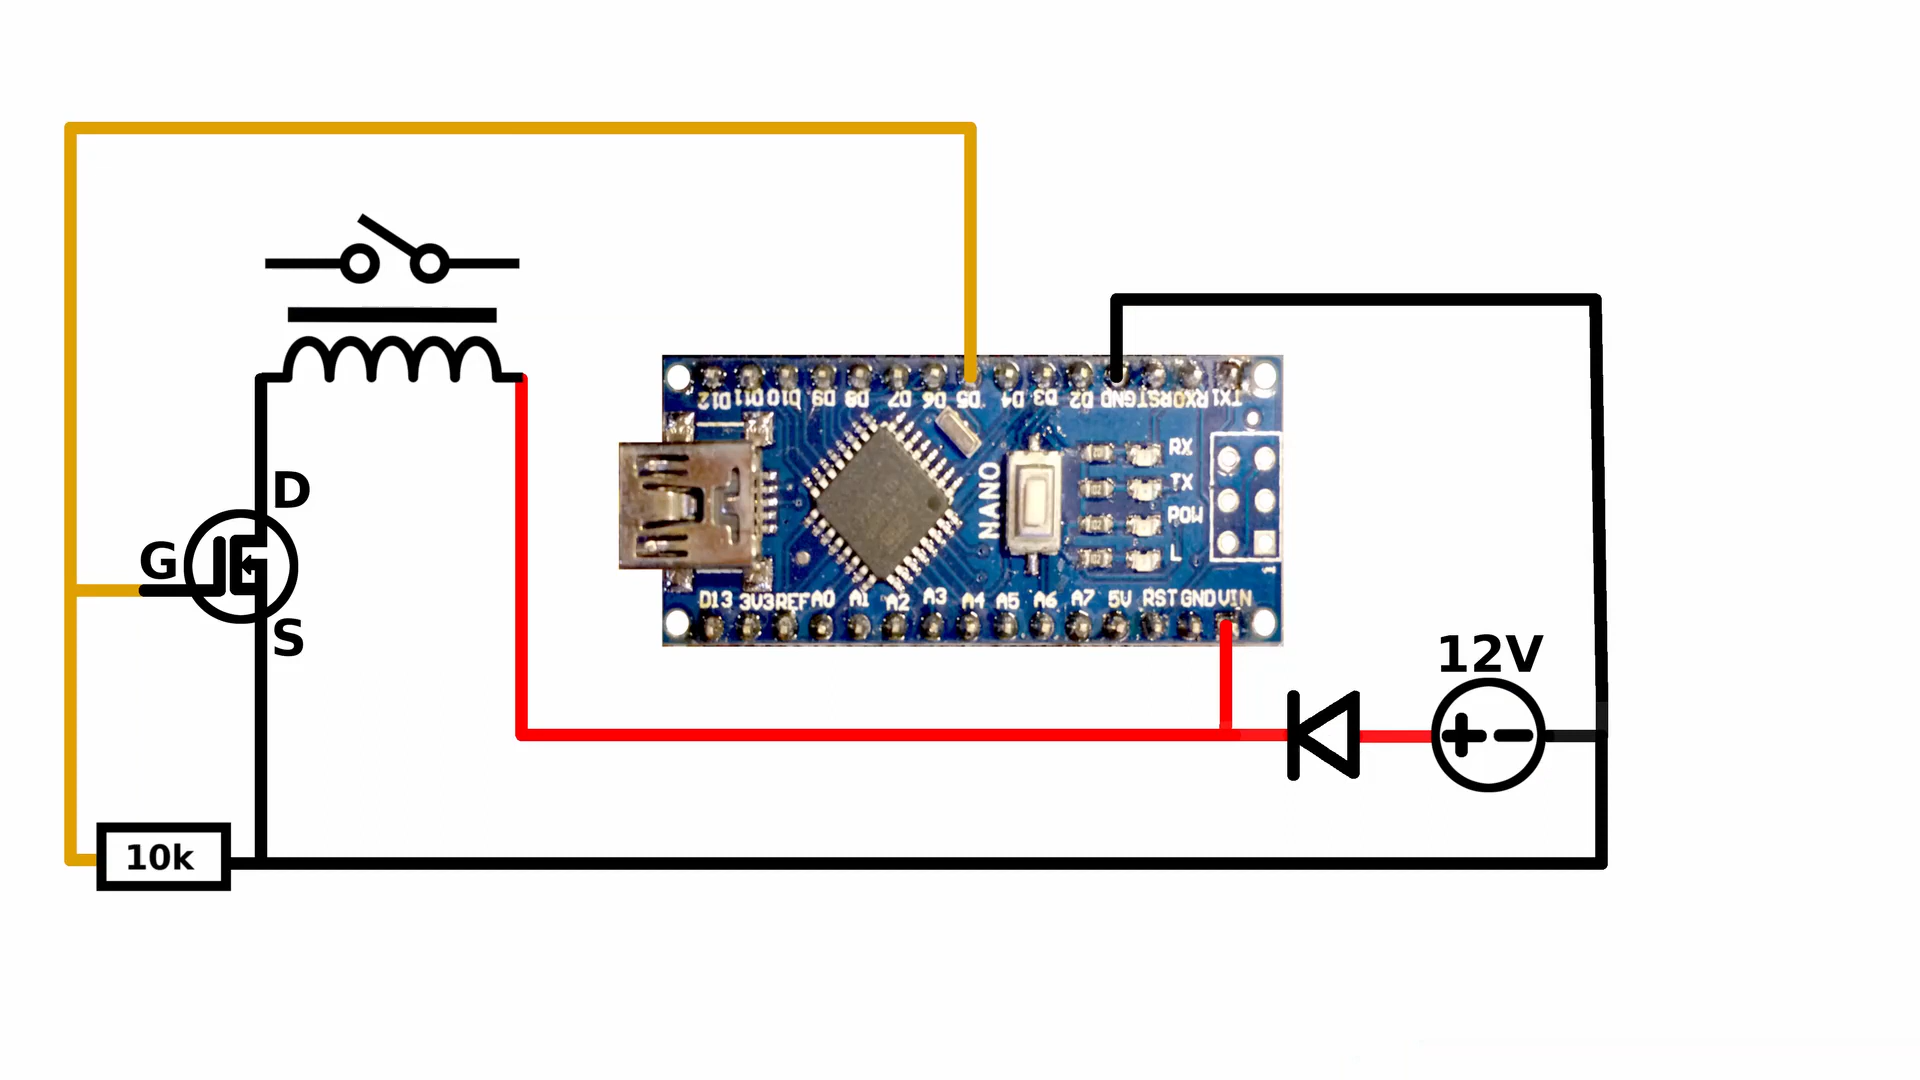 D12 D11 D10 D9 D8 D7 D6 D5 D4 D3 D2 GND RST RX0 TX1
RX
TX
POW
L
1
NANO
D13 3V3 REF A0 A1 A2 A3 A4 A5 A6 A7 5V RST GND VIN
D
G
S
12V
10k